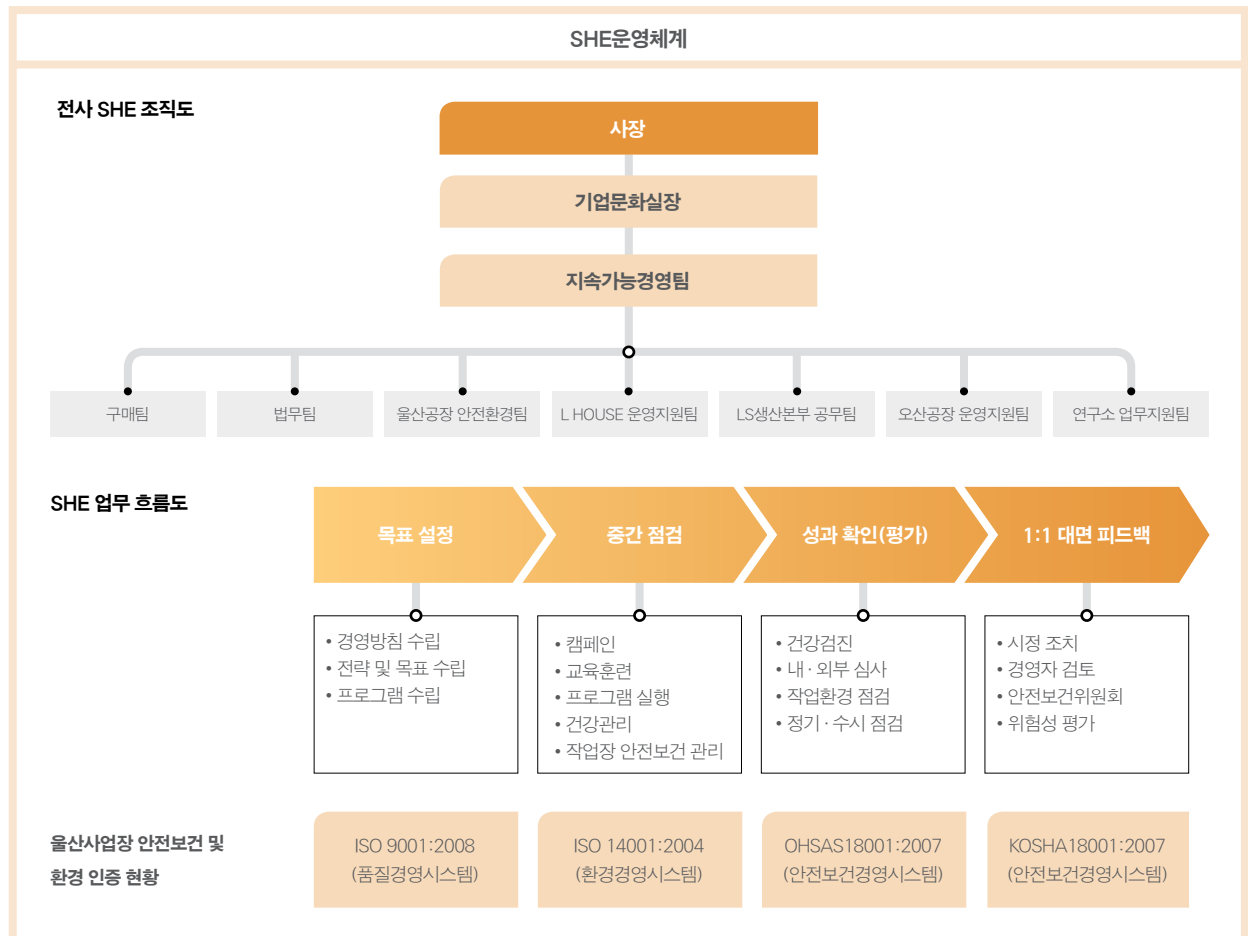 SHE운영체계
전사 SHE 조직도
사장
기업문화실장
지속가능경영팀
구매팀
법무팀
울산공장 안전환경팀
L HOUSE 운영지원팀
LS생산본부 공무팀
오산공장 운영지원팀
연구소 업무지원팀
SHE 업무 흐름도
목표 설정
중간 점검
성과 확인(평가)
1:1 대면 피드백
• 경영방침 수립
• 전략 및 목표 수립
• 프로그램 수립
• 캠페인
• 교육훈련
• 프로그램 실행
• 건강관리
• 작업장 안전보건 관리
• 건강검진
• 내·외부 심사
• 작업환경 점검
• 정기·수시 점검
• 시정 조치
• 경영자 검토
• 안전보건위원회
• 위험성 평가
울산사업장 안전보건 및
환경 인증 현황
ISO 9001:2008
(품질경영시스템)
ISO 14001:2004
(환경경영시스템)
OHSAS18001:2007
(안전보건경영시스템)
KOSHA18001:2007
(안전보건경영시스템)